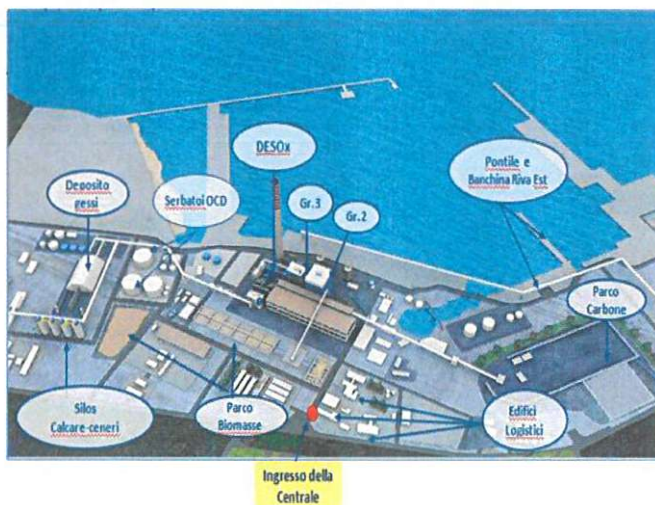 DESOx
Pontile e
Banchina Riva Est
Deposito
gessi
Serbatoi OCD
Gr.3
Gr.2
Parco
Carbone
Silos
Calcare-ceneri
Parco
Biomasse
Edifici
Logistici
Ingresso della
Centrale